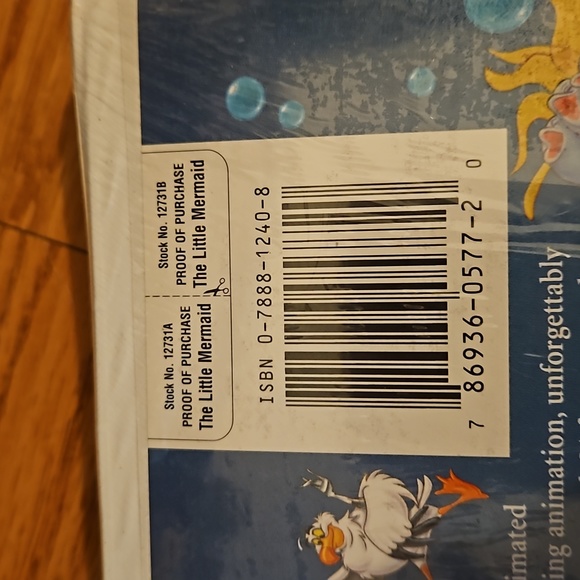 Stock No. 12731A
PROOF OF PURCHASE
The Little Mermaid
Stock No. 12731B
PROOF OF PURCHASE
The Little Mermaid
ISBN 0-7888-1240-8
7 86936-0577-2 0
imated
ing animation, unforgettably